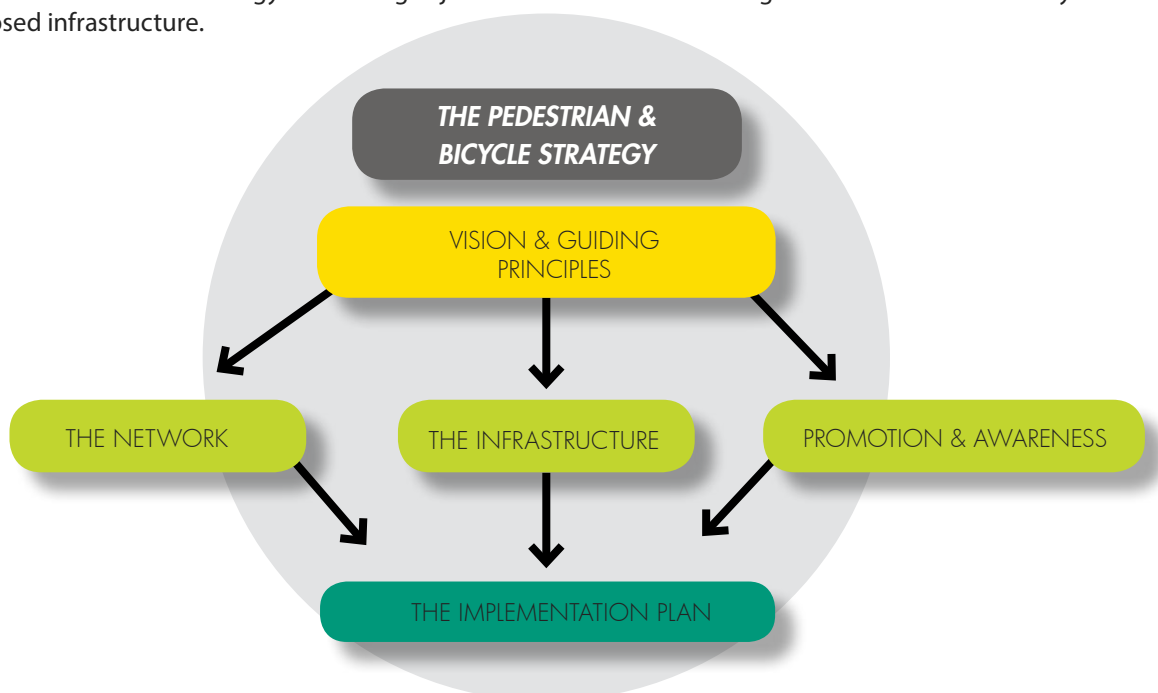 osed infrastructure.
THE PEDESTRIAN &
BICYCLE STRATEGY
VISION & GUIDING
PRINCIPLES
THE NETWORK
THE INFRASTRUCTURE
PROMOTION & AWARENESS
THE IMPLEMENTATION PLAN